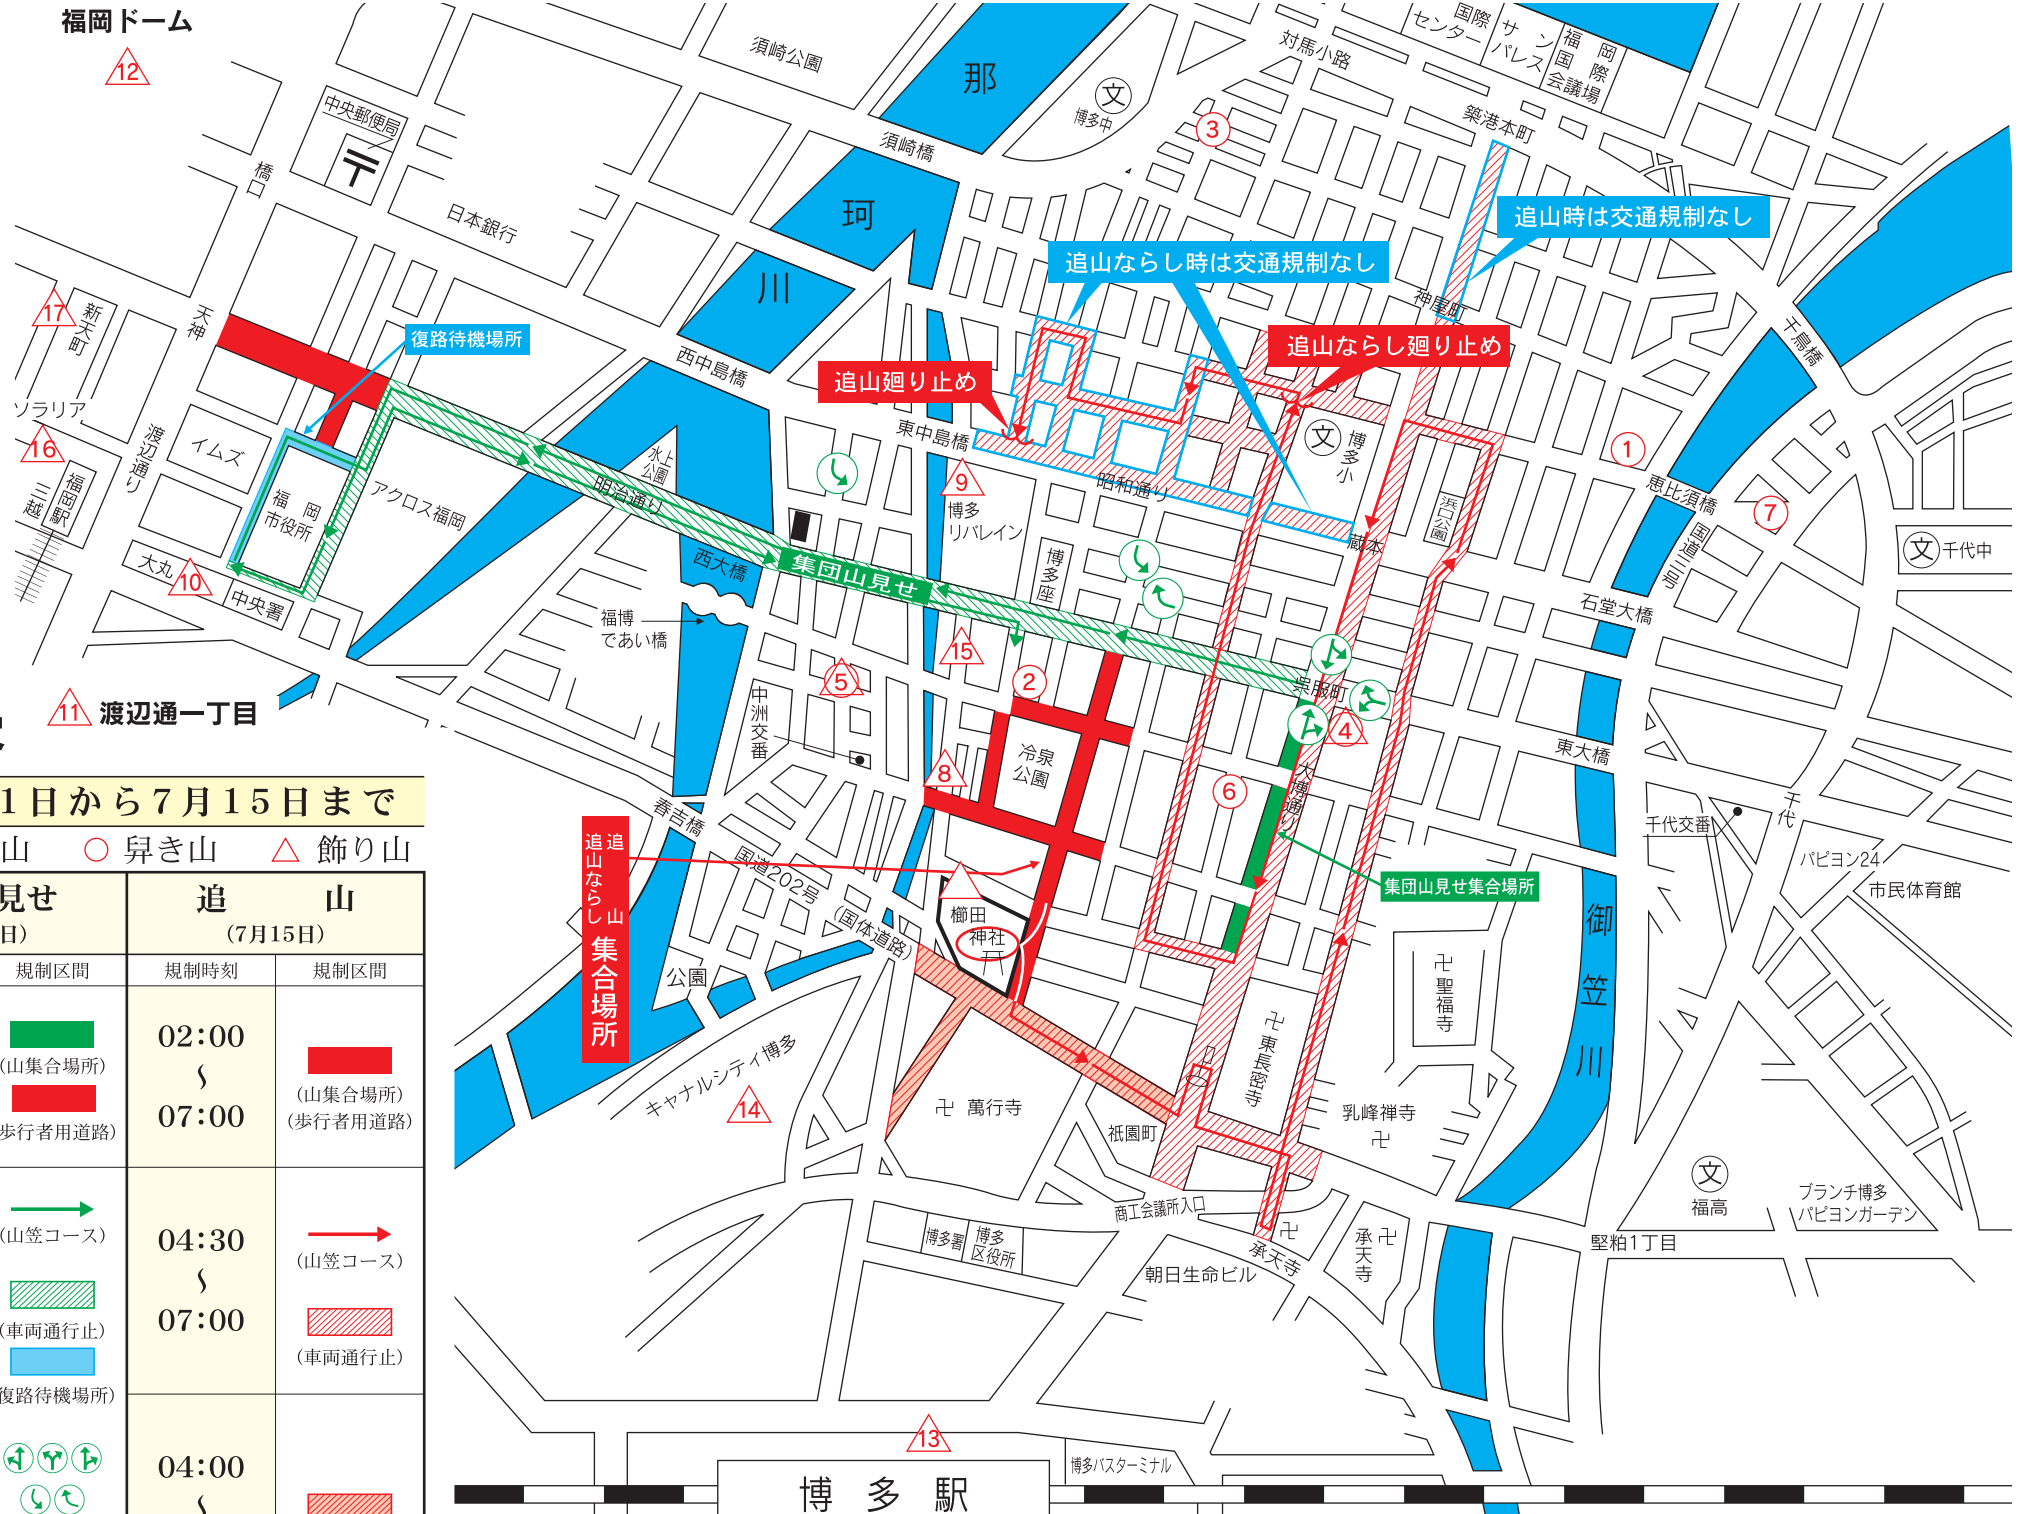 福岡ドーム
12
中央郵便局
橋口
日本銀行
須崎公園
那
珂
川
須崎橋
文
博多中
対馬小路
国際センター
サンパレス
福岡国際会議場
築港本町
3
追山時は交通規制なし
追山ならし時は交通規制なし
神屋町
追山ならし廻り止め
追山廻り止め
千鳥橋
17
新天町
天神
復路待機場所
西中島橋
東中島橋
ソラリア
16
福岡駅
三越
渡辺通り
イムズ
福岡
市役所
アクロス福岡
明治通り
水上公園
昭和通り
文
博多小
浜口公園
1
恵比須橋
7
国道三号
文
千代中
9
博多
リバレイン
蔵本
大丸
10
中央署
西大橋
集団山見せ
博多座
石堂大橋
福博
であい橋
15
5
2
呉服町
4
11
渡辺通一丁目
中洲交番
8
冷泉
公園
6
大博通り
東大橋
春吉橋
千代
千代交番
パピヨン24
市民体育館
国道202号
(国体道路)
追山
追山ならし
集合場所
櫛田
神社
集団山見せ集合場所
御
笠
川
卍
聖福寺
公園
キャナルシティ博多
14
卍 萬行寺
卍
東長密寺
祇園町
乳峰禅寺
卍
文
福高
ブランチ博多
パピヨンガーデン
堅粕1丁目
商工会議所入口
博多署
博多
区役所
卍
承天寺
卍
承天寺
朝日生命ビル
13
博多バスターミナル
博多駅
1日から7月15日まで
山
舁き山
飾り山
見せ
追山
日)
(7月15日)
規制区間
規制時刻
規制区間
(山集合場所)
歩行者用道路)
02:00
〜
07:00
(山集合場所)
(歩行者用道路)
(山笠コース)
(車両通行止)
復路待機場所)
04:30
〜
07:00
(山笠コース)
(車両通行止)
04:00
〜